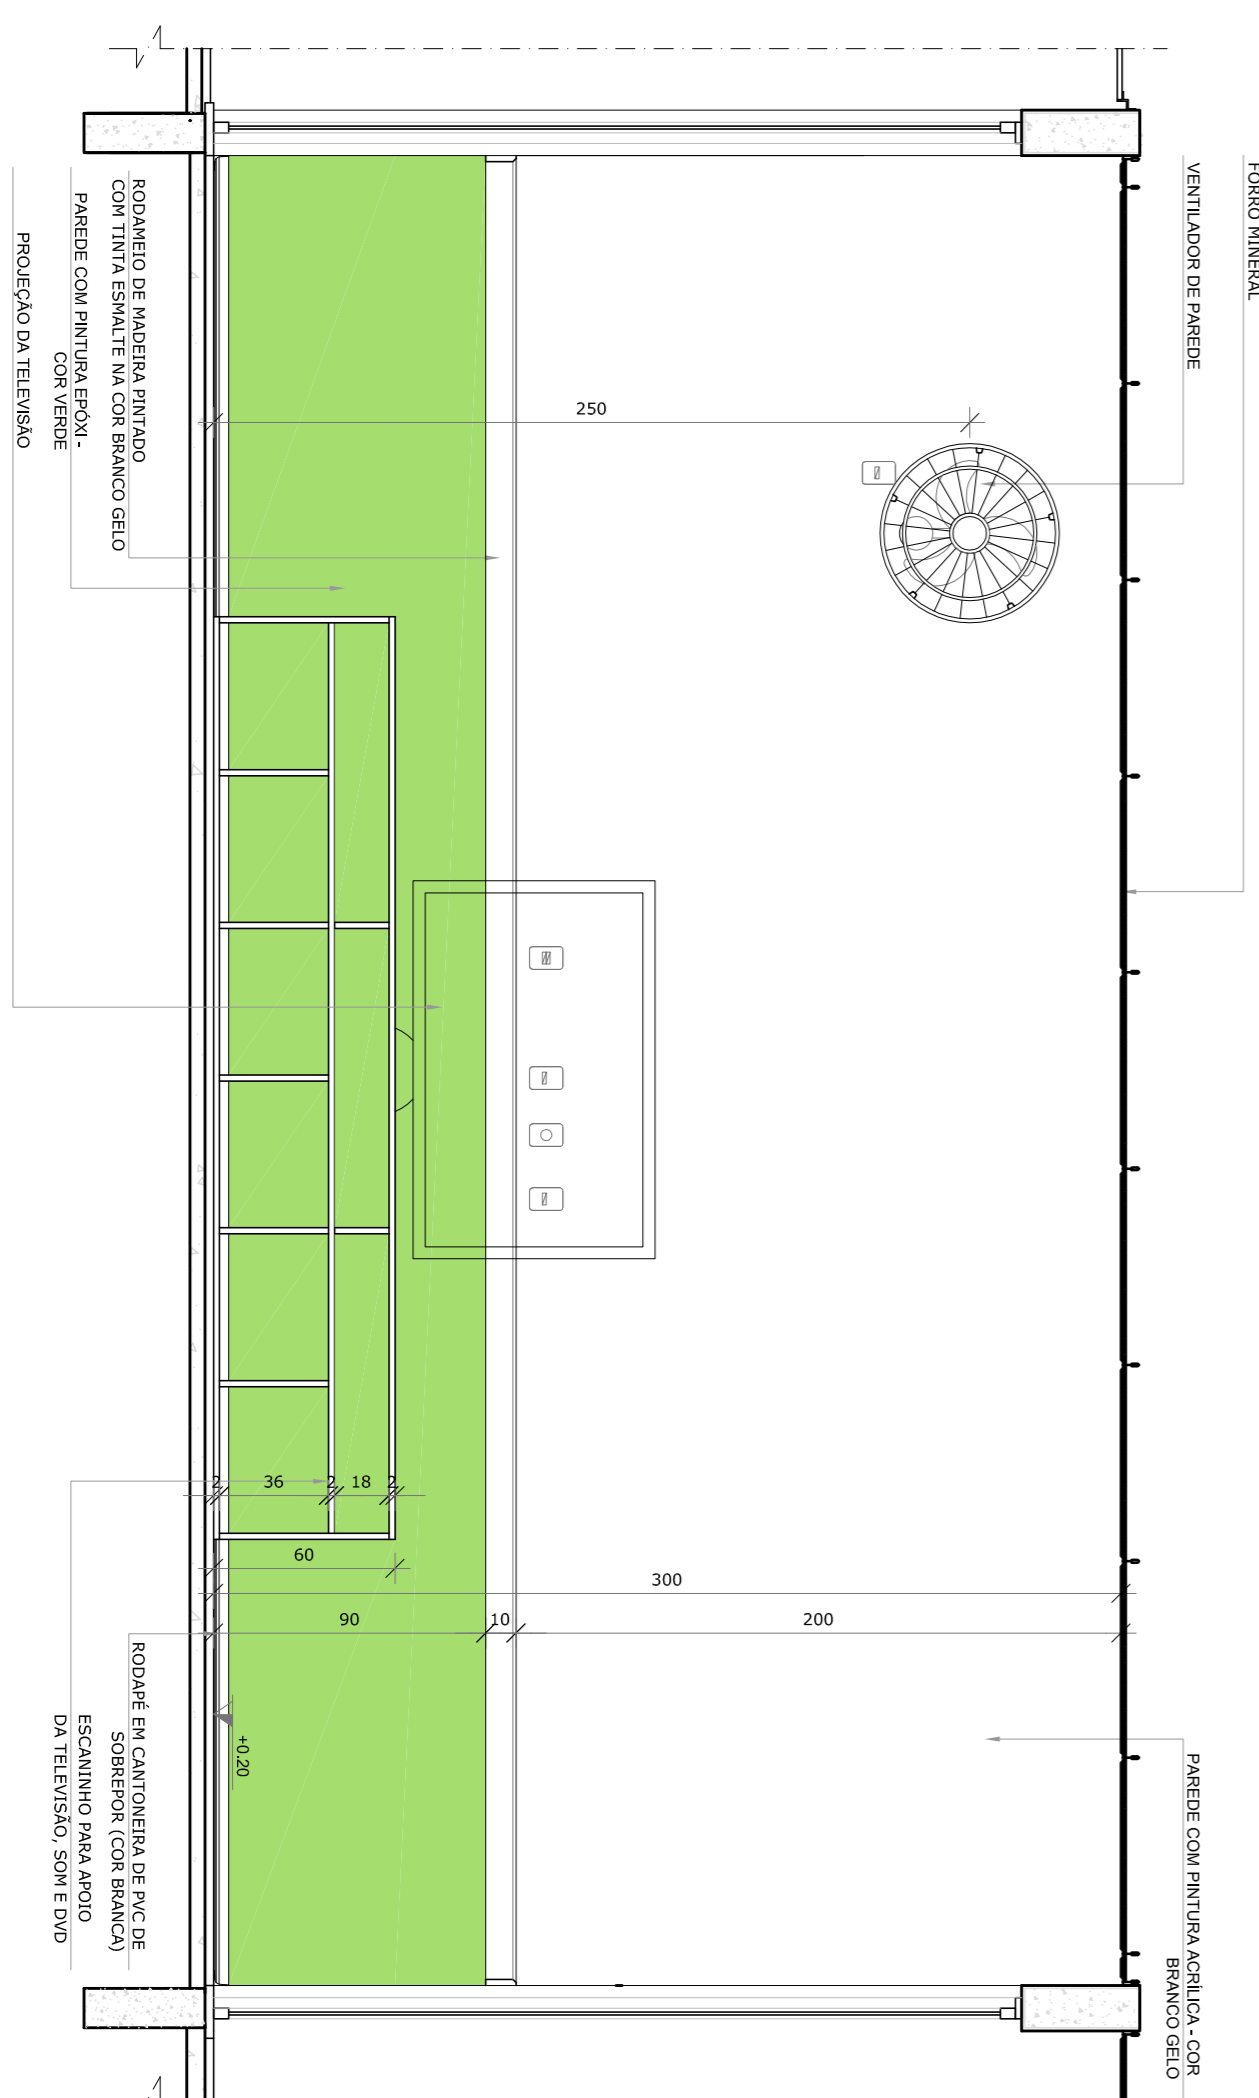 FORRO MINERAL
VENTILADOR DE PAREDE
PAREDE COM PINTURA ACRÍLICA - COR
BRANCO GELO
250
2
36
2
18
2
60
300
90
10
200
+0.20
RODAMEIO DE MADEIRA PINTADO
COM TINTA ESMALTE NA COR BRANCO GELO
PAREDE COM PINTURA EPÓXI -
COR VERDE
PROJEÇÃO DA TELEVISÃO
RODAPÉ EM CANTONEIRA DE PVC DE
SOBREPOR (COR BRANCA)
ESCANINHO PARA APOIO
DA TELEVISÃO, SOM E DVD